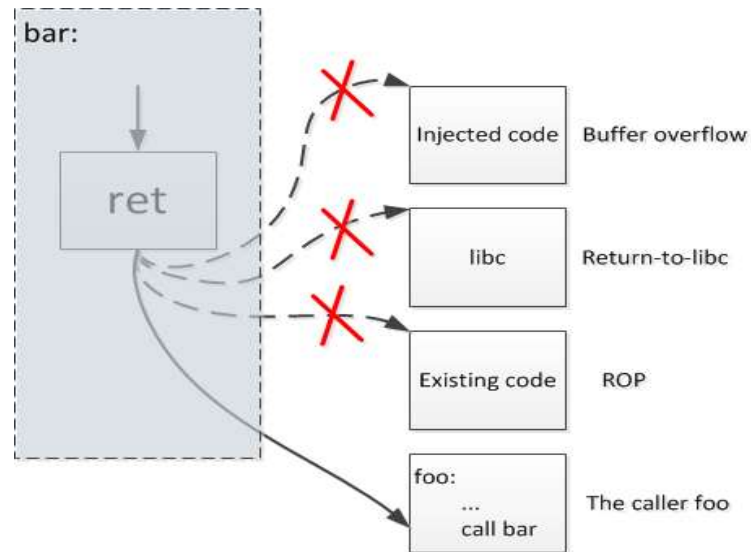 bar:
ret
Injected code
Buffer overflow
libc
Return-to-libc
Existing code
ROP
foo:
...
call bar
The caller foo